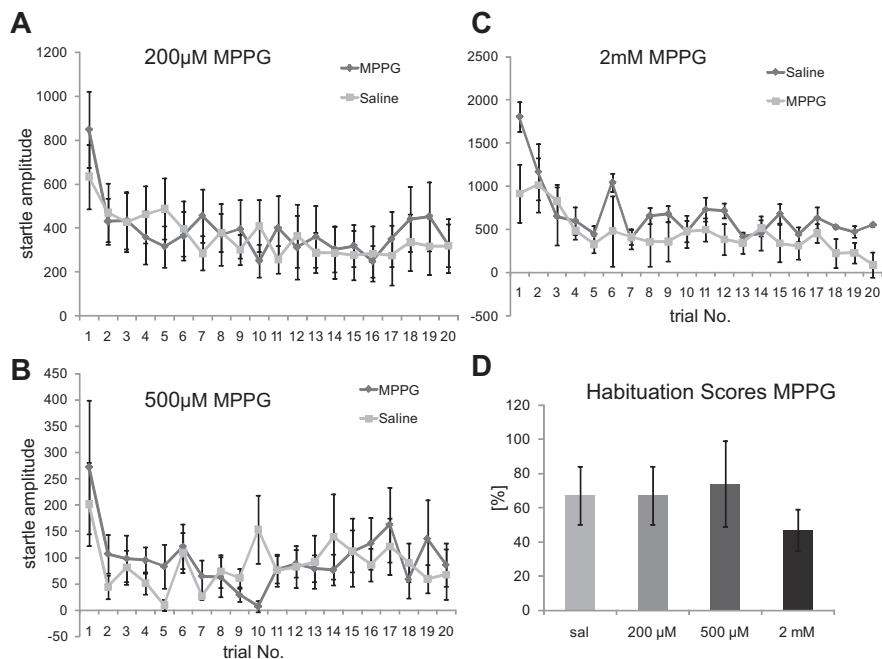 A
200µM MPPG
MPPG
Saline
startle amplitude
1200
1000
800
600
400
200
0
1 2 3 4 5 6 7 8 9 10 11 12 13 14 15 16 17 18 19 20
B
500µM MPPG
MPPG
Saline
startle amplitude
450
400
350
300
250
200
150
100
50
0
-50
1 2 3 4 5 6 7 8 9 10 11 12 13 14 15 16 17 18 19 20
trial No.
C
2mM MPPG
Saline
MPPG
2500
2000
1500
1000
500
0
-500
1 2 3 4 5 6 7 8 9 10 11 12 13 14 15 16 17 18 19 20
trial No.
D
Habituation Scores MPPG
[%]
120
100
80
60
40
20
0
sal 200 µM 500 µM 2 mM